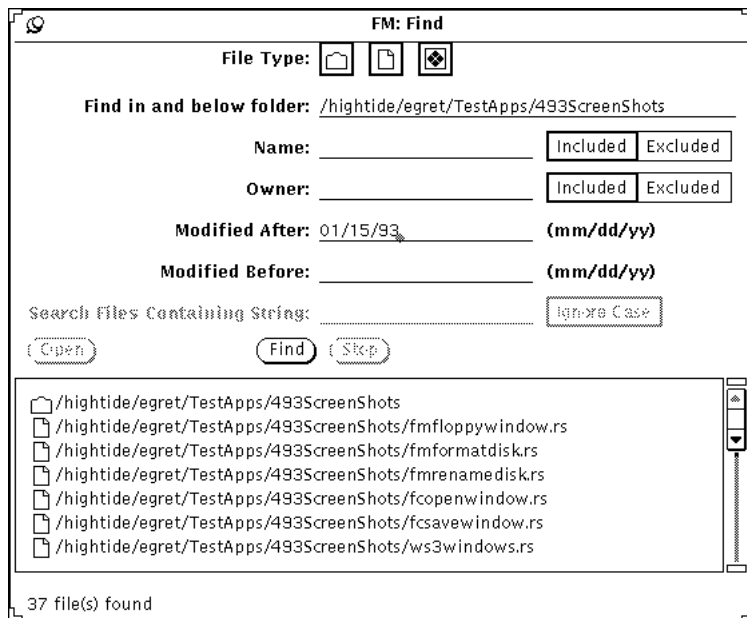 FM: Find
File Type:
Find in and below folder: /hightide/egret/TestApps/493ScreenShots
Name: Included Excluded
Owner: Included Excluded
Modified After: 01/15/93 (mm/dd/yy)
Modified Before: (mm/dd/yy)
Search Files Containing String: Ignore Case
Open Find Stop
/hightide/egret/TestApps/493ScreenShots
/hightide/egret/TestApps/493ScreenShots/fmfloppywindow.rs
/hightide/egret/TestApps/493ScreenShots/fmformatdisk.rs
/hightide/egret/TestApps/493ScreenShots/fmrenamedisk.rs
/hightide/egret/TestApps/493ScreenShots/fcopenwindow.rs
/hightide/egret/TestApps/493ScreenShots/fcsavewindow.rs
/hightide/egret/TestApps/493ScreenShots/ws3windows.rs
37 file(s) found